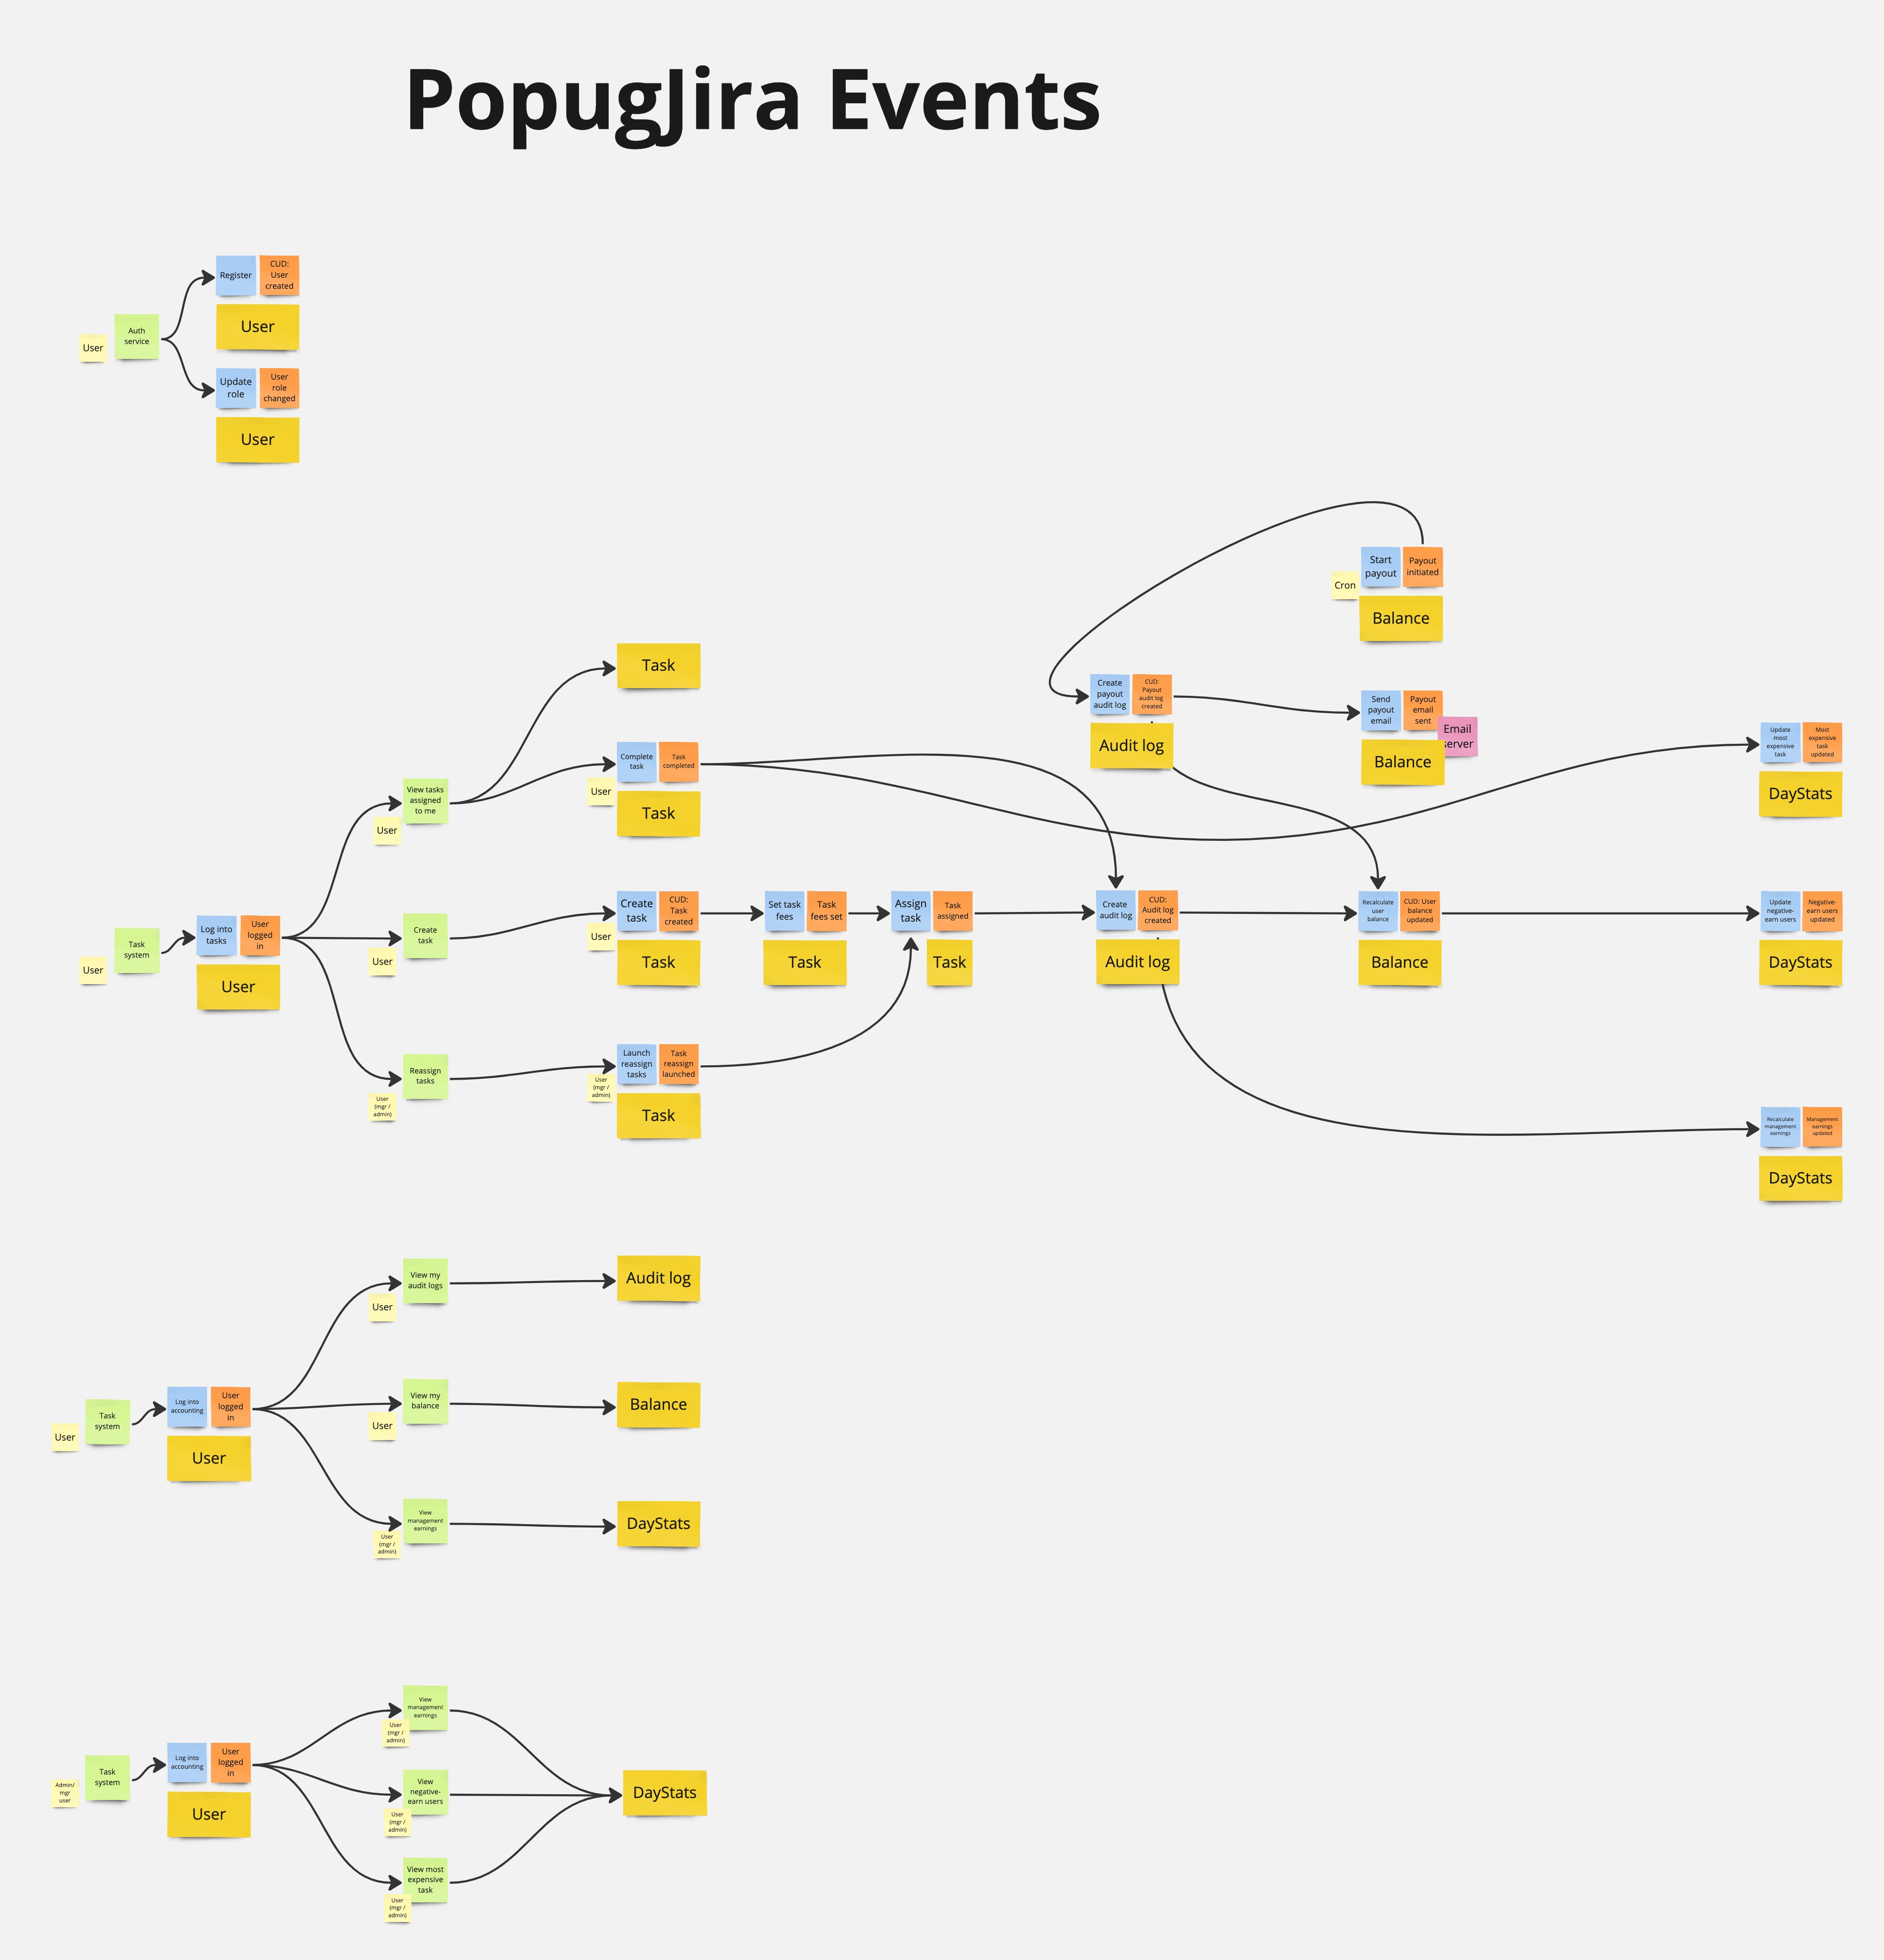 PopugJira Events
Register
CUD:
User
created
User
Auth
service
User
Update
role
User
role
changed
User
Start
payout
Payout
initiated
Cron
Balance
Task
Create
payout
audit log
CUD:
Payout
audit log
created
Audit log
Send
payout
email
Payout
email
sent
Email
server
Balance
Update
most
expensive
task
Most
expensive
task
updated
DayStats
Complete
task
Task
completed
User
Task
View tasks
assigned
to me
User
Task
system
User
Log into
tasks
User
logged
in
User
Create
task
User
Create
task
CUD:
Task
created
User
Task
Set task
fees
Task
fees set
Task
Assign
task
Task
assigned
Task
Create
audit log
CUD:
Audit log
created
Audit log
Recalculate
user
balance
CUD: User
balance
updated
Balance
Update
negative-
earn users
Negative-
earn users
updated
DayStats
Reassign
tasks
User
(mgr /
admin)
Launch
reassign
tasks
Task
reassign
launched
User
(mgr /
admin)
Task
Recalculate
management
earnings
Management
earnings
updated
DayStats
View my
audit logs
User
Audit log
Task
system
User
Log into
accounting
User
logged
in
User
View my
balance
User
Balance
View
management
earnings
User
(mgr /
admin)
DayStats
View
management
earnings
User
(mgr /
admin)
Task
system
Admin/
mgr
user
Log into
accounting
User
logged
in
User
View
negative-
earn users
User
(mgr /
admin)
DayStats
View most
expensive
task
User
(mgr /
admin)